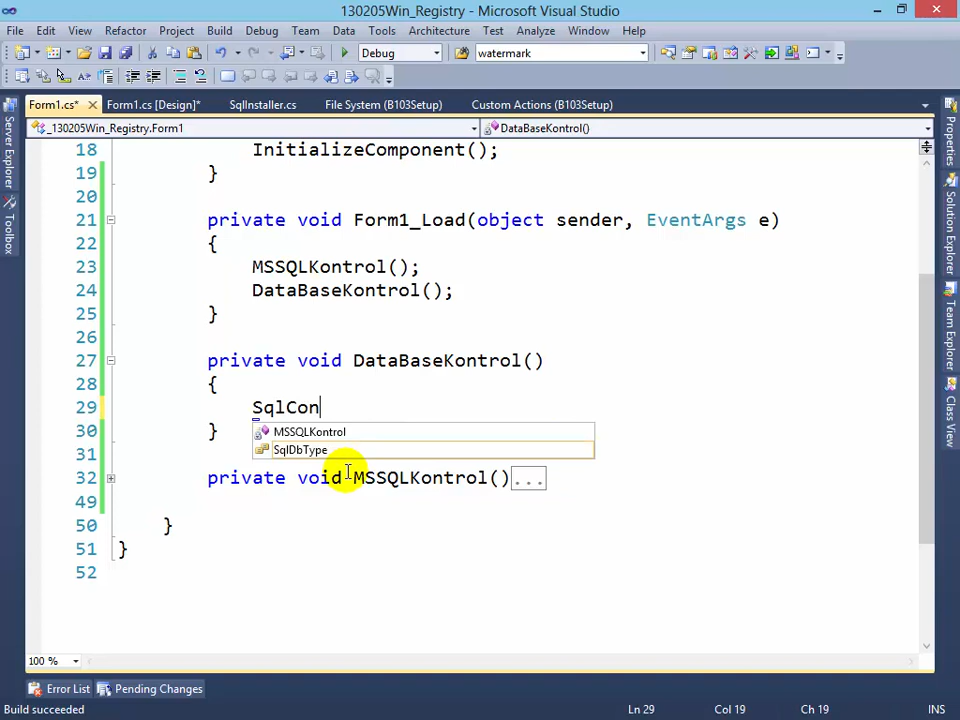 130205Win_Registry - Microsoft Visual Studio
File Edit View Refactor Project Build Debug Team Data Tools Architecture Test Analyze Window Help
Debug watermark
Form1.cs* Form1.cs [Design]* SqlInstaller.cs File System (B103Setup) Custom Actions (B103Setup)
_130205Win_Registry.Form1 DataBaseKontrol()
18 InitializeComponent();
19 }
20
21 private void Form1_Load(object sender, EventArgs e)
22 {
23 MSSQLKontrol();
24 DataBaseKontrol();
25 }
26
27 private void DataBaseKontrol()
28 {
29 SqlCon
MSSQLKontrol
30 }
SqlDbType
31
32 private void MSSQLKontrol()...
49
50 }
51 }
52
100 %
Error List Pending Changes
Build succeeded Ln 29 Col 19 Ch 19 INS
Server Explorer
Toolbox
Properties
Solution Explorer
Team Explorer
Class View